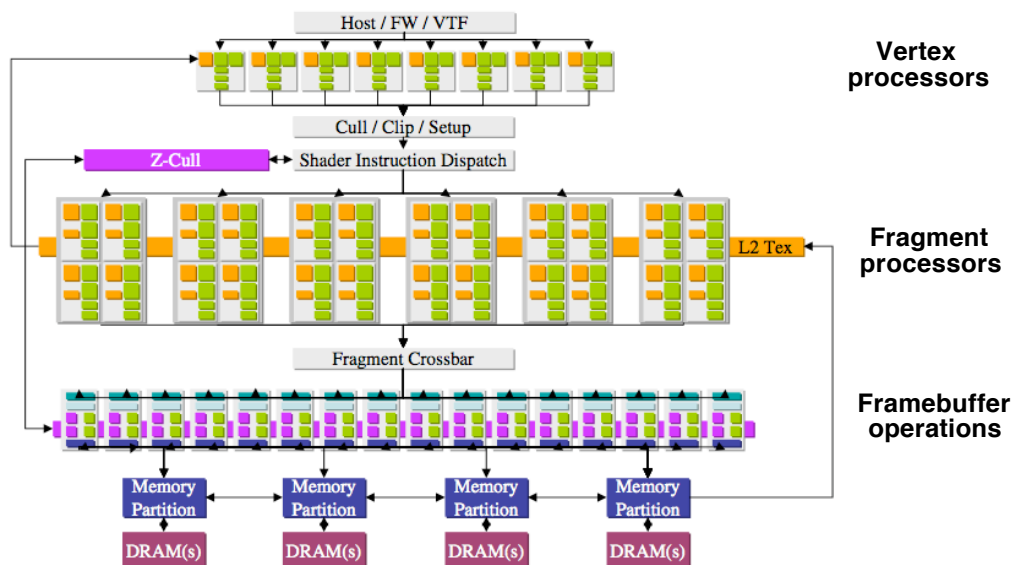 Host / FW / VTF
Vertex
processors
Cull / Clip / Setup
Z-Cull
Shader Instruction Dispatch
L2 Tex
Fragment
processors
Fragment Crossbar
Framebuffer
operations
Memory
Partition
Memory
Partition
Memory
Partition
Memory
Partition
DRAM(s)
DRAM(s)
DRAM(s)
DRAM(s)